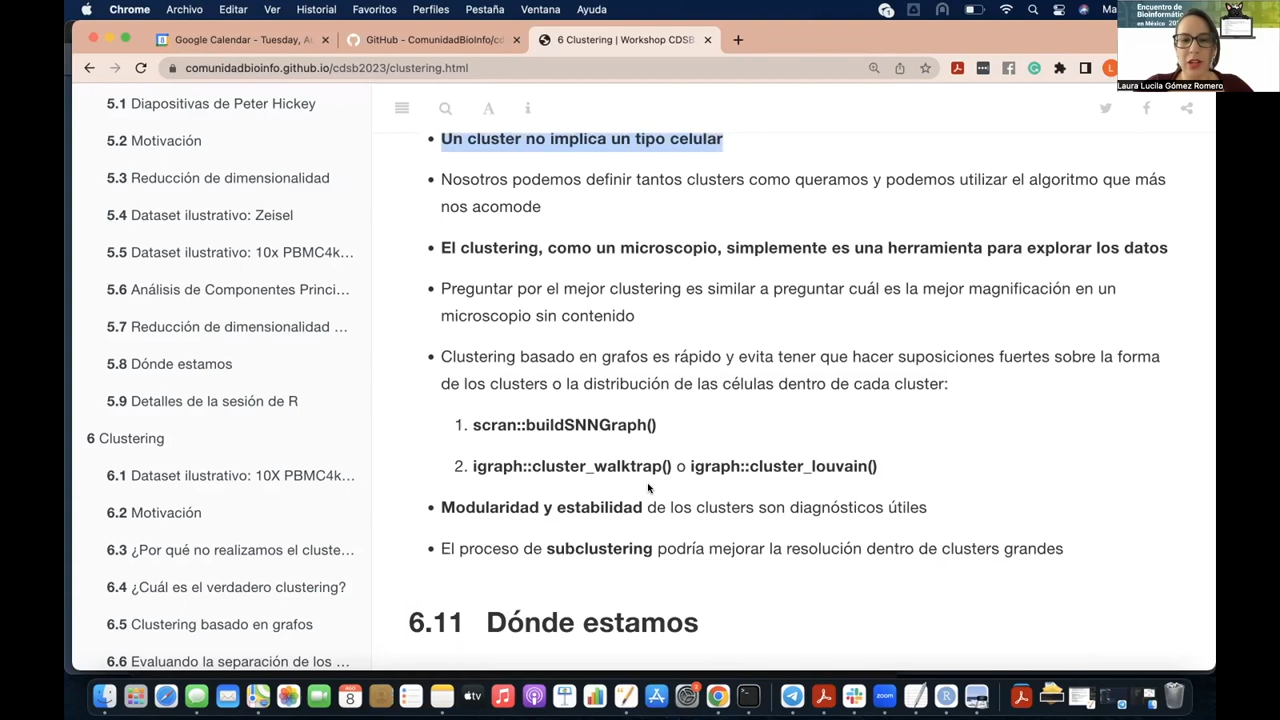 Chrome Archivo Editar Ver Historial Favoritos Perfiles Pestaña Ventana Ayuda
Encuentro de
Bioinformátic
en México
Laura Lucila Gómez Romero
Google Calendar - Tuesday, Au
GitHub - ComunidadBioInfo/cd
6 Clustering | Workshop CDSB
comunidadbioinfo.github.io/cdsb2023/clustering.html
5.1 Diapositivas de Peter Hickey
5.2 Motivación
5.3 Reducción de dimensionalidad
5.4 Dataset ilustrativo: Zeisel
5.5 Dataset ilustrativo: 10x PBMC4k…
5.6 Análisis de Componentes Princi…
5.7 Reducción de dimensionalidad …
5.8 Dónde estamos
5.9 Detalles de la sesión de R
6 Clustering
6.1 Dataset ilustrativo: 10X PBMC4k…
6.2 Motivación
6.3 ¿Por qué no realizamos el cluste…
6.4 ¿Cuál es el verdadero clustering?
6.5 Clustering basado en grafos
6.6 Evaluando la separación de los …
• Un cluster no implica un tipo celular
• Nosotros podemos definir tantos clusters como queramos y podemos utilizar el algoritmo que más
nos acomode
• El clustering, como un microscopio, simplemente es una herramienta para explorar los datos
• Preguntar por el mejor clustering es similar a preguntar cuál es la mejor magnificación en un
microscopio sin contenido
• Clustering basado en grafos es rápido y evita tener que hacer suposiciones fuertes sobre la forma
de los clusters o la distribución de las células dentro de cada cluster:
1. scran::buildSNNGraph()
2. igraph::cluster_walktrap() o igraph::cluster_louvain()
• Modularidad y estabilidad de los clusters son diagnósticos útiles
• El proceso de subclustering podría mejorar la resolución dentro de clusters grandes
6.11 Dónde estamos
AGO
8
tv
zoom